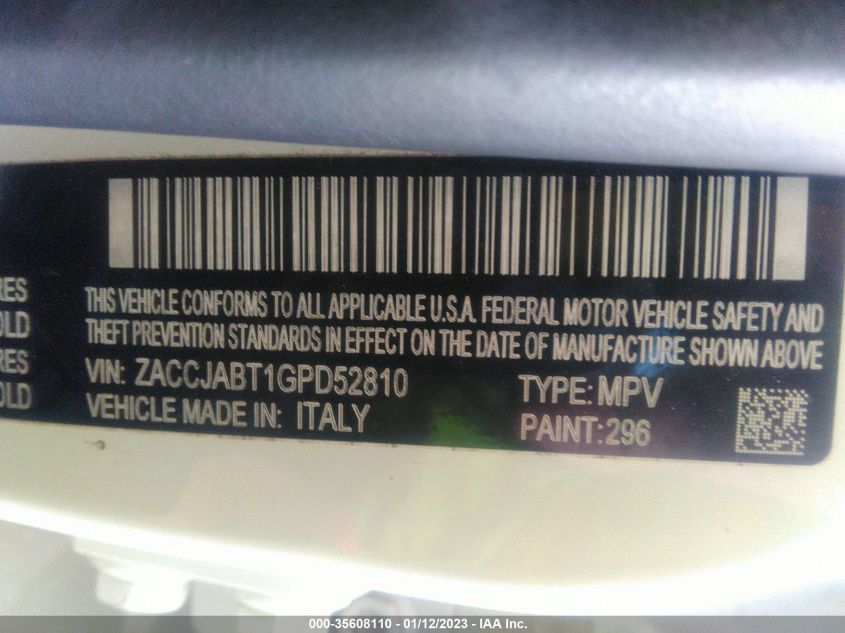 RES
OLD
RES
OLD
THIS VEHICLE CONFORMS TO ALL APPLICABLE U.S.A. FEDERAL MOTOR VEHICLE SAFETY AND
THEFT PREVENTION STANDARDS IN EFFECT ON THE DATE OF MANUFACTURE SHOWN ABOVE
VIN: ZACCJABT1GPD52810 TYPE: MPV
VEHICLE MADE IN: ITALY PAINT: 296
000-35608110 - 01/12/2023 - IAA Inc.